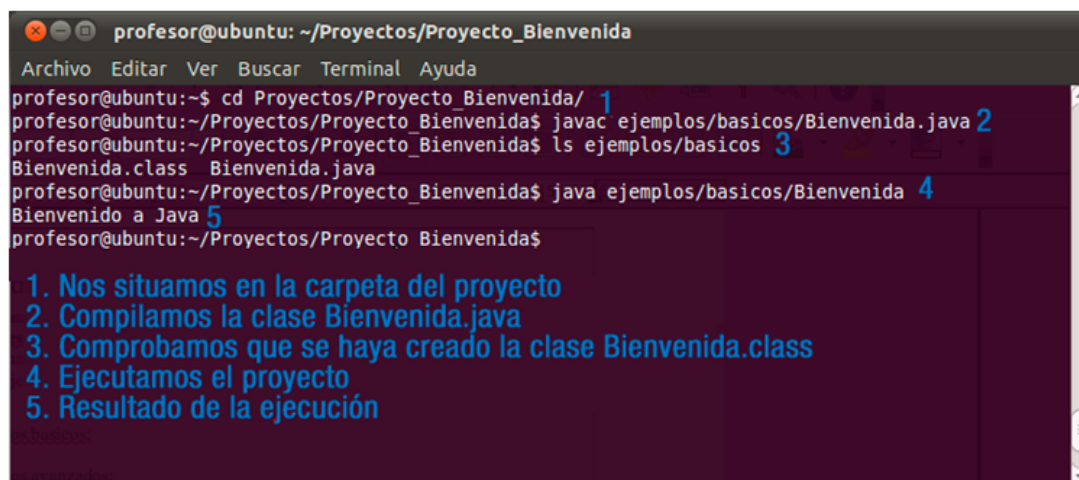 profesor@ubuntu: ~/Proyectos/Proyecto_Bienvenida
Archivo Editar Ver Buscar Terminal Ayuda
profesor@ubuntu:~$ cd Proyectos/Proyecto_Bienvenida/ 1
profesor@ubuntu:~/Proyectos/Proyecto_Bienvenida$ javac ejemplos/basicos/Bienvenida.java 2
profesor@ubuntu:~/Proyectos/Proyecto_Bienvenida$ ls ejemplos/basicos 3
Bienvenida.class Bienvenida.java
profesor@ubuntu:~/Proyectos/Proyecto_Bienvenida$ java ejemplos/basicos/Bienvenida 4
Bienvenido a Java 5
profesor@ubuntu:~/Proyectos/Proyecto Bienvenida$
1. Nos situamos en la carpeta del proyecto
2. Compilamos la clase Bienvenida.java
3. Comprobamos que se haya creado la clase Bienvenida.class
4. Ejecutamos el proyecto
5. Resultado de la ejecución
os basicos: